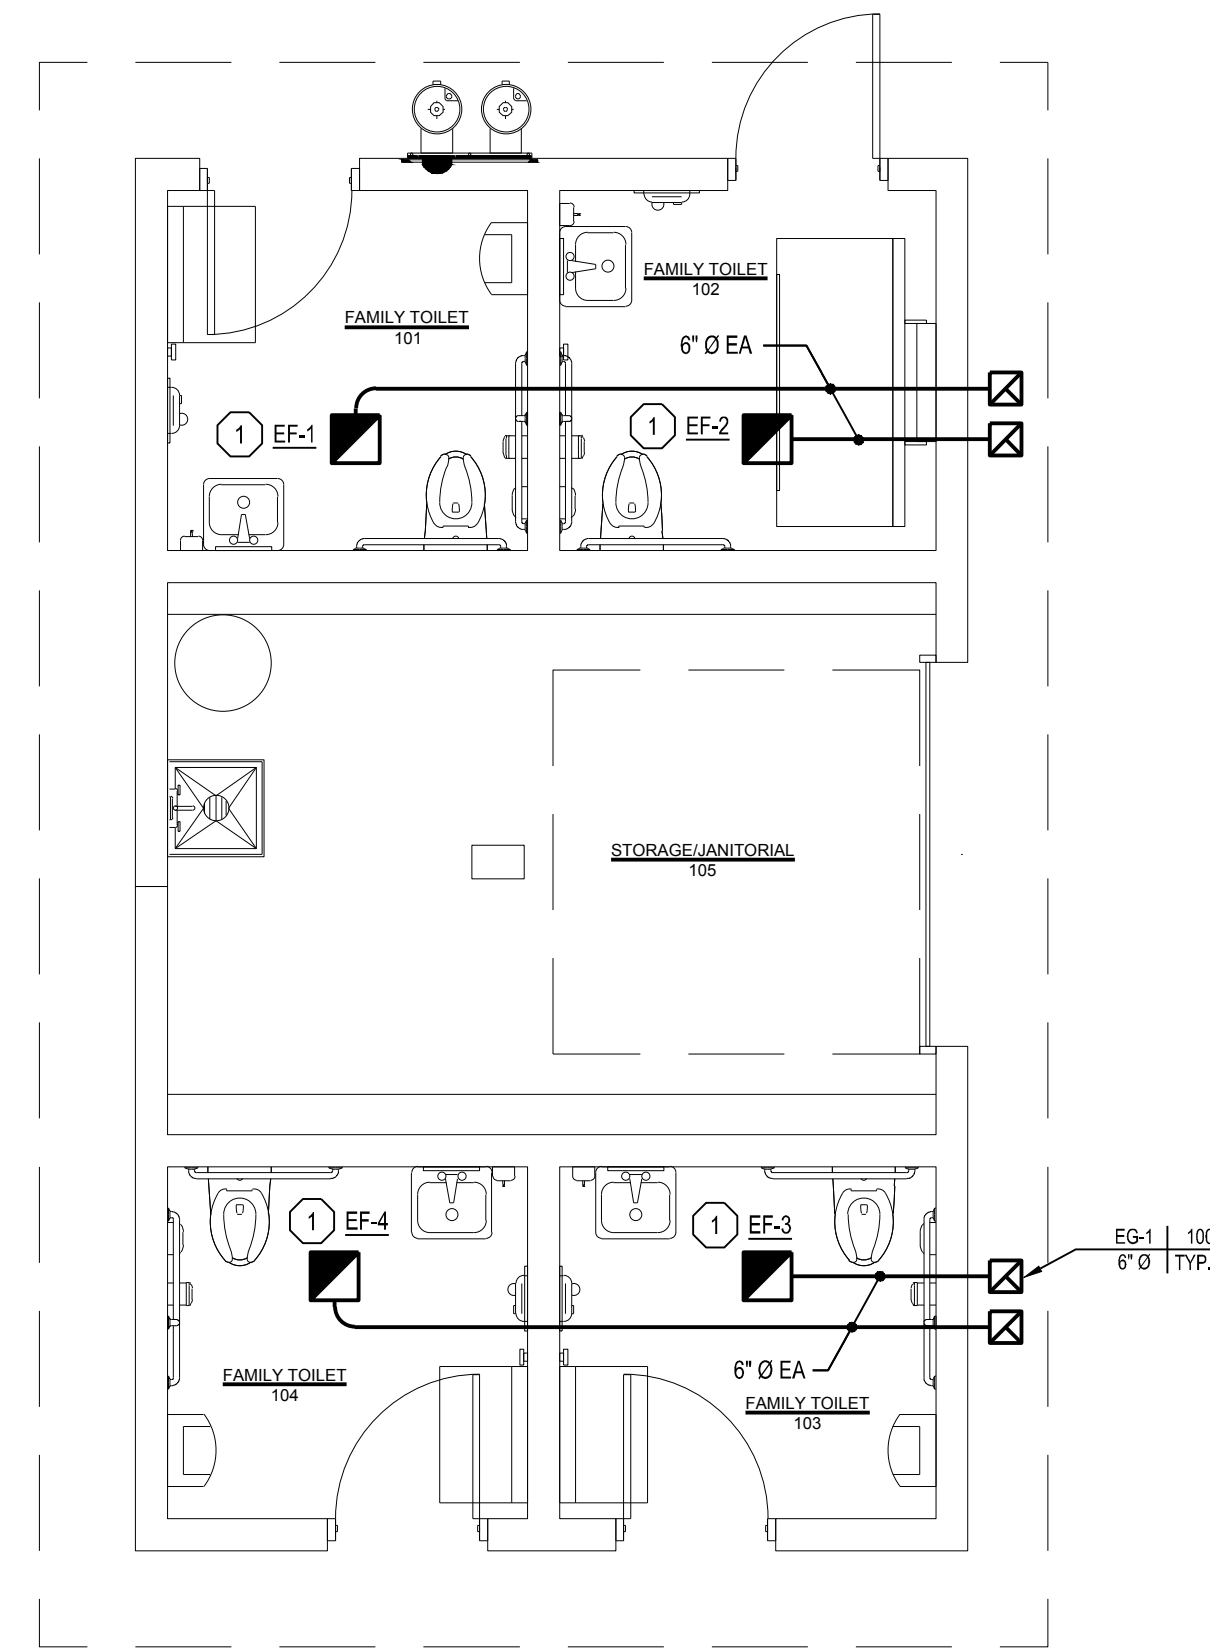 FAMILY TOILET
102
FAMILY TOILET
101
6" Ø EA
1 EF-1
1 EF-2
STORAGE/JANITORIAL
105
1 EF-4
1 EF-3
EG-1
6" Ø TYP.
6" Ø EA
FAMILY TOILET
104
FAMILY TOILET
103